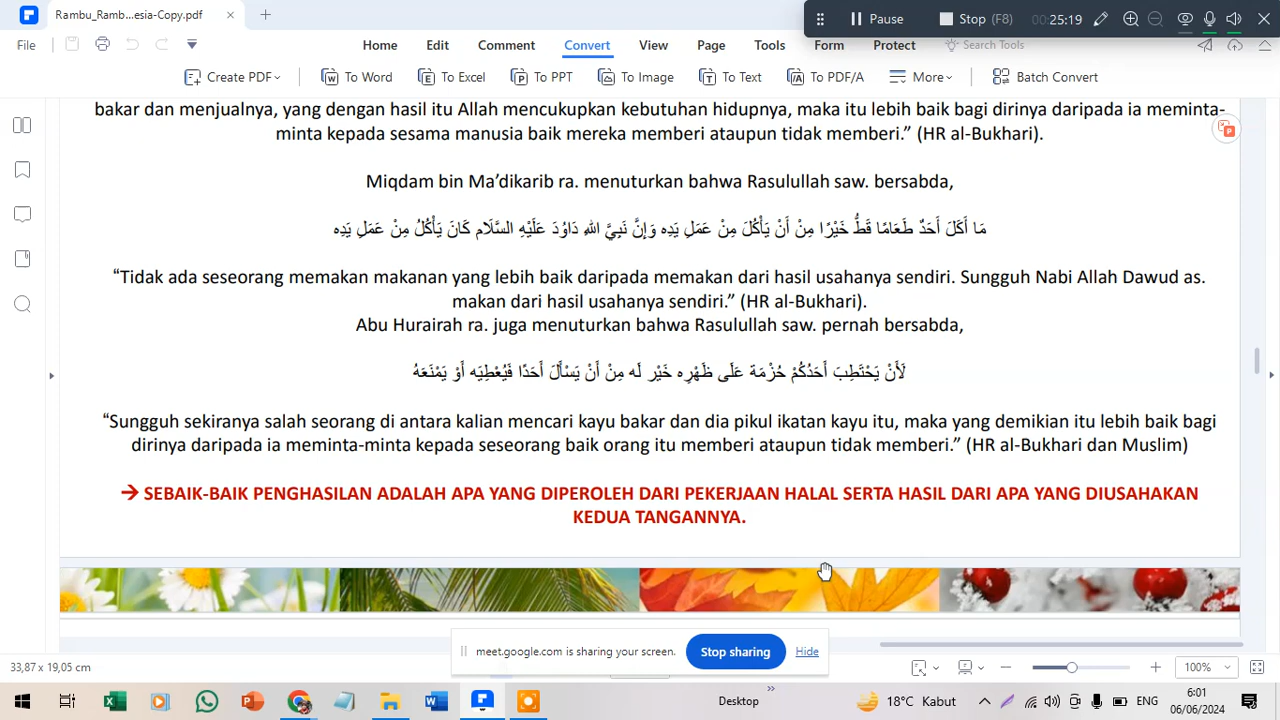 Rambu_Ramb...esia-Copy.pdf
Pause
Stop (F8)
00:25:19
File
Home
Edit
Comment
Convert
View
Page
Tools
Form
Protect
Search Tools
Create PDF
To Word
To Excel
To PPT
To Image
To Text
To PDF/A
More
Batch Convert
bakar dan menjualnya, yang dengan hasil itu Allah mencukupkan kebutuhan hidupnya, maka itu lebih baik bagi dirinya daripada ia meminta-
minta kepada sesama manusia baik mereka memberi ataupun tidak memberi.” (HR al-Bukhari).
Miqdam bin Ma’dikarib ra. menuturkan bahwa Rasulullah saw. bersabda,
مَا أَكَلَ أَحَدٌ طَعَامًا قَطُّ خَيْرًا مِنْ أَنْ يَأْكُلَ مِنْ عَمَلِ يَدِه وَإِنَّ نَبِيَّ اللهِ دَاوُدَ عَلَيْهِ السَّلَام كَانَ يَأْكُلُ مِنْ عَمَلِ يَدِه
“Tidak ada seseorang memakan makanan yang lebih baik daripada memakan dari hasil usahanya sendiri. Sungguh Nabi Allah Dawud as.
makan dari hasil usahanya sendiri.” (HR al-Bukhari).
Abu Hurairah ra. juga menuturkan bahwa Rasulullah saw. pernah bersabda,
لَأَنْ يَحْتَطِبَ أَحَدُكُمْ حُزْمَة عَلَى ظَهْرِه خَيْر لَه مِنْ أَنْ يَسْأَلَ أَحَدًا فَيُعْطِيَه أَوْ يَمْنَعَهُ
“Sungguh sekiranya salah seorang di antara kalian mencari kayu bakar dan dia pikul ikatan kayu itu, maka yang demikian itu lebih baik bagi
dirinya daripada ia meminta-minta kepada seseorang baik orang itu memberi ataupun tidak memberi.” (HR al-Bukhari dan Muslim)
→ SEBAIK-BAIK PENGHASILAN ADALAH APA YANG DIPEROLEH DARI PEKERJAAN HALAL SERTA HASIL DARI APA YANG DIUSAHAKAN
KEDUA TANGANNYA.
meet.google.com is sharing your screen.
Stop sharing
Hide
33,87 x 19,05 cm
100%
Desktop
18°C Kabut
ENG
6:01
06/06/2024